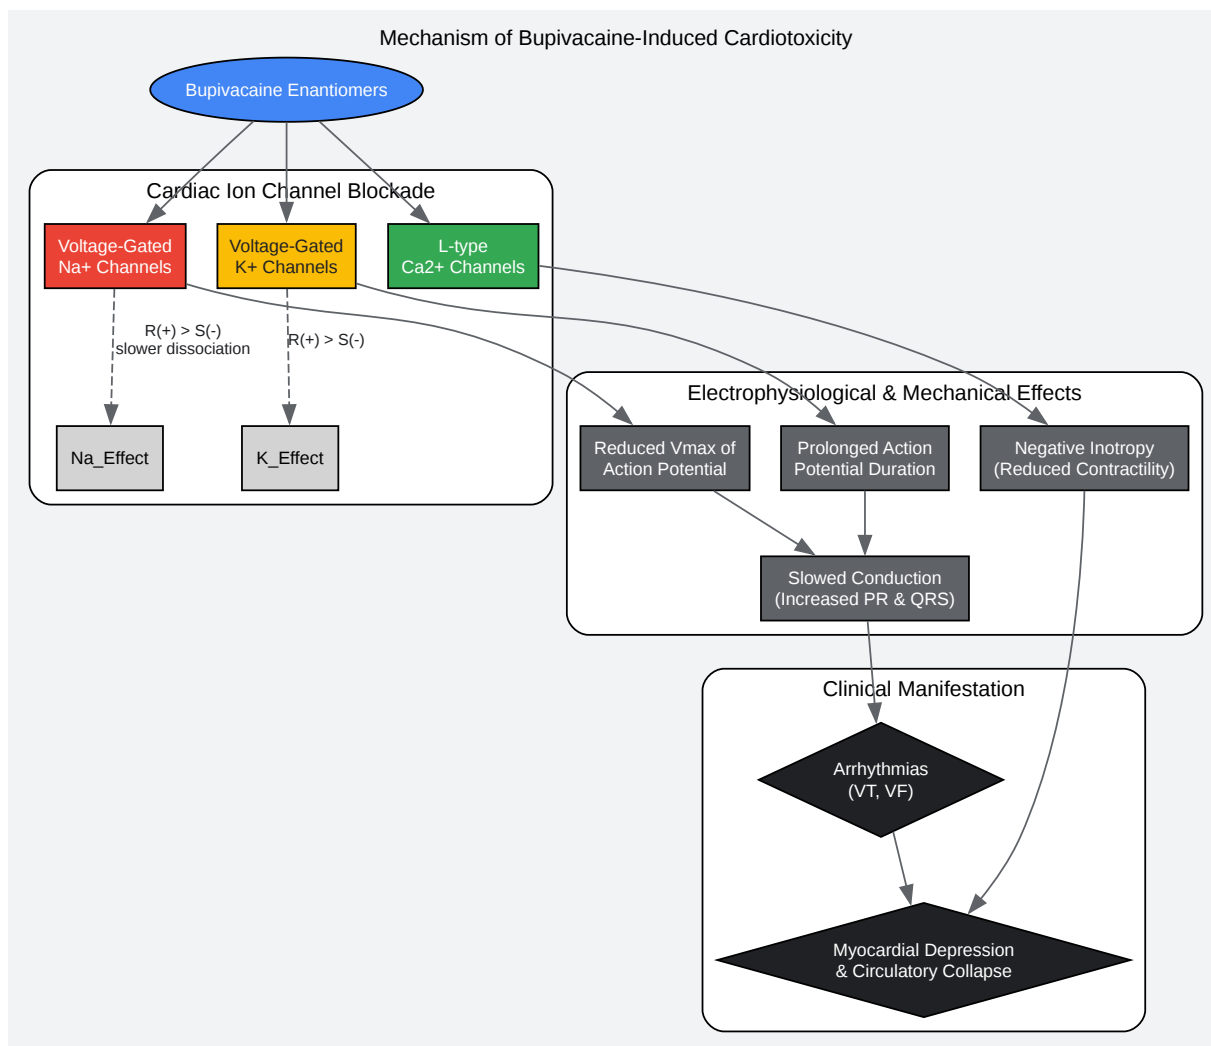 Mechanism of Bupivacaine-Induced Cardiotoxicity
Bupivacaine Enantiomers
Cardiac Ion Channel Blockade
Voltage-Gated
Na+ Channels
Voltage-Gated
K+ Channels
L-type
Ca2+ Channels
R(+) > S(-)
slower dissociation
R(+) > S(-)
Na_Effect
K_Effect
Electrophysiological & Mechanical Effects
Reduced Vmax of
Action Potential
Prolonged Action
Potential Duration
Negative Inotropy
(Reduced Contractility)
Slowed Conduction
(Increased PR & QRS)
Clinical Manifestation
Arrhythmias
(VT, VF)
Myocardial Depression
& Circulatory Collapse